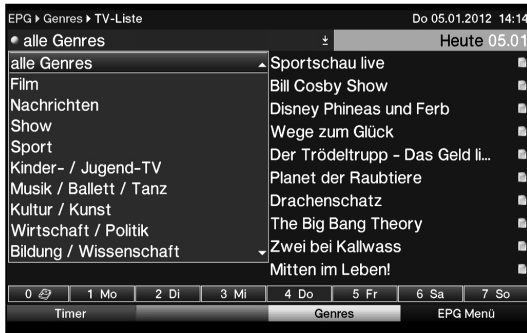 EPG ▸ Genres ▸ TV-Liste Do 05.01.2012 14:14
alle Genres Heute 05.01
alle Genres Sportschau live
Film Bill Cosby Show
Nachrichten Disney Phineas und Ferb
Show Wege zum Glück
Sport Der Trödeltrupp - Das Geld li...
Kinder- / Jugend-TV Planet der Raubtiere
Musik / Ballett / Tanz Drachenschatz
Kultur / Kunst The Big Bang Theory
Wirtschaft / Politik Zwei bei Kallwass
Bildung / Wissenschaft Mitten im Leben!
0 1 Mo 2 Di 3 Mi 4 Do 5 Fr 6 Sa 7 So
Timer Genres EPG Menü